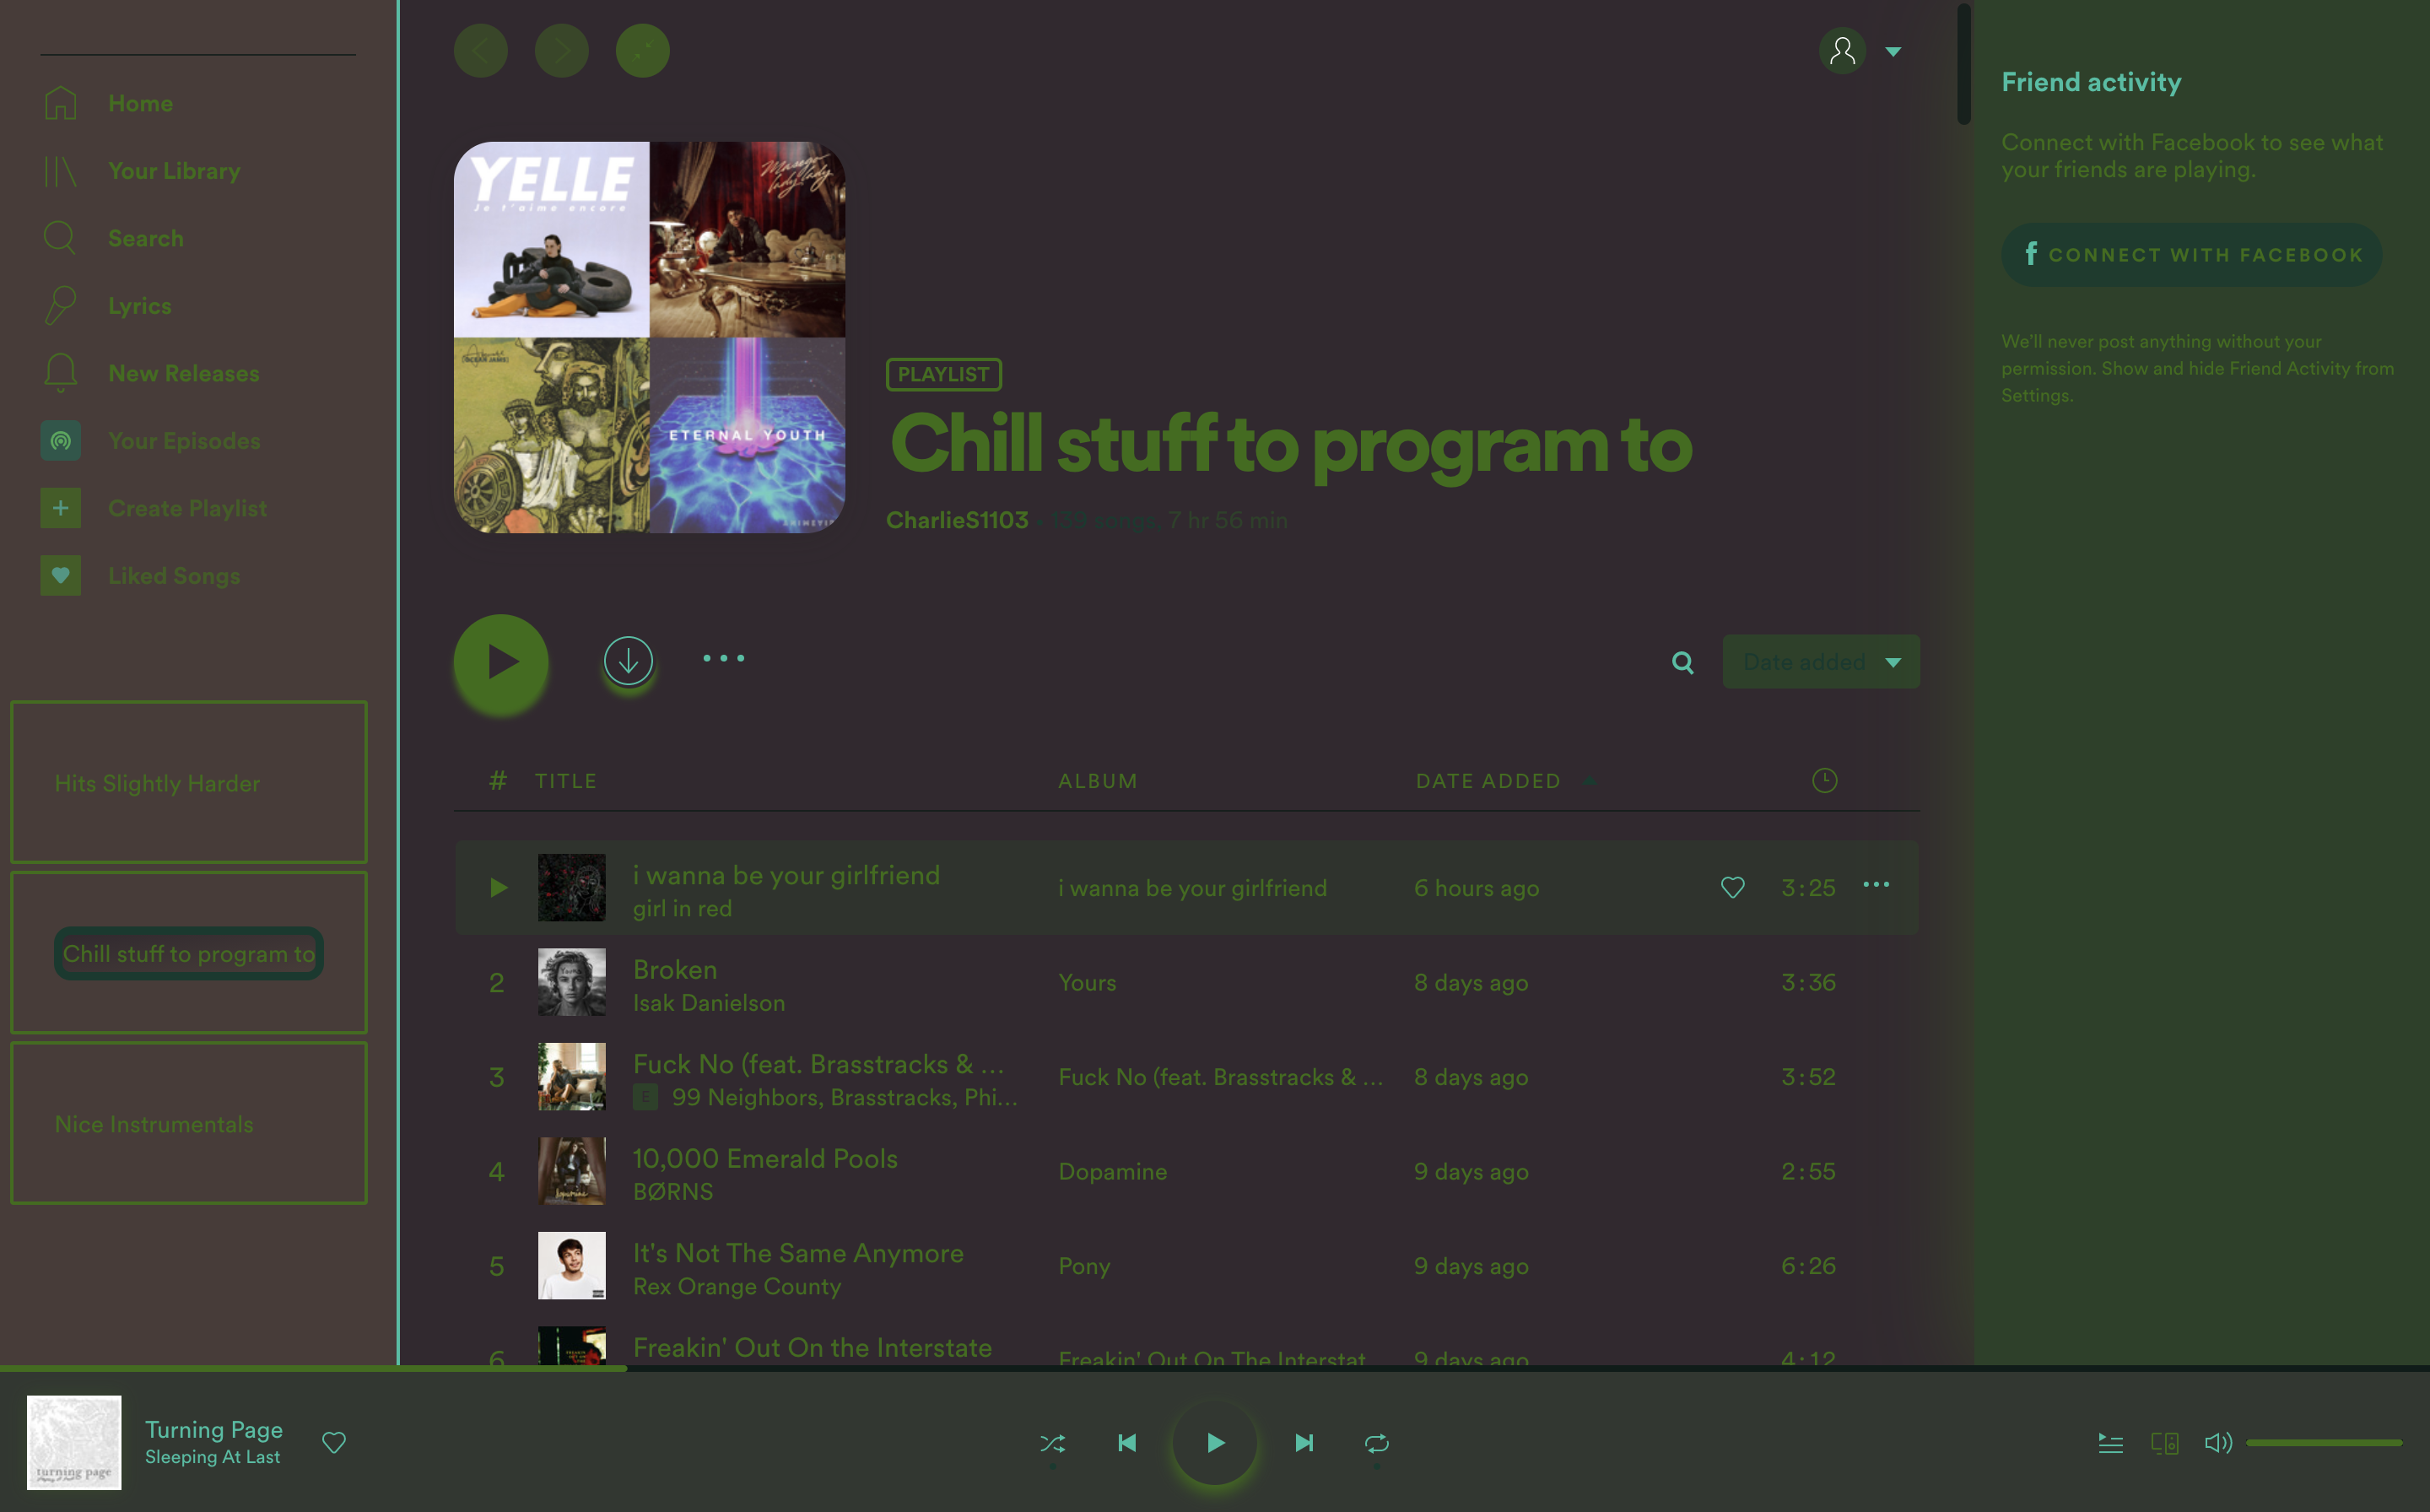 Home
Your Library
Search
Lyrics
New Releases
Your Episodes
Create Playlist
Liked Songs
Hits Slightly Harder
Chill stuff to program to
Nice Instrumentals
YELLE
Je t'aime encore
Masego
lady lady
ETERNAL YOUTH
PLAYLIST
Chill stuff to program to
CharlieS1103 • 139 songs, 7 hr 56 min
Date added
# TITLE ALBUM DATE ADDED
i wanna be your girlfriend
girl in red
i wanna be your girlfriend 6 hours ago 3:25
2 Broken
Isak Danielson
Yours 8 days ago 3:36
3 Fuck No (feat. Brasstracks & ...
E 99 Neighbors, Brasstracks, Phi...
Fuck No (feat. Brasstracks & ... 8 days ago 3:52
4 10,000 Emerald Pools
BØRNS
Dopamine 9 days ago 2:55
5 It's Not The Same Anymore
Rex Orange County
Pony 9 days ago 6:26
6 Freakin' Out On the Interstate
Freakin' Out On The Interstat 9 days ago 4:12
Friend activity
Connect with Facebook to see what
your friends are playing.
f CONNECT WITH FACEBOOK
We'll never post anything without your
permission. Show and hide Friend Activity from
Settings.
turning page
Turning Page
Sleeping At Last